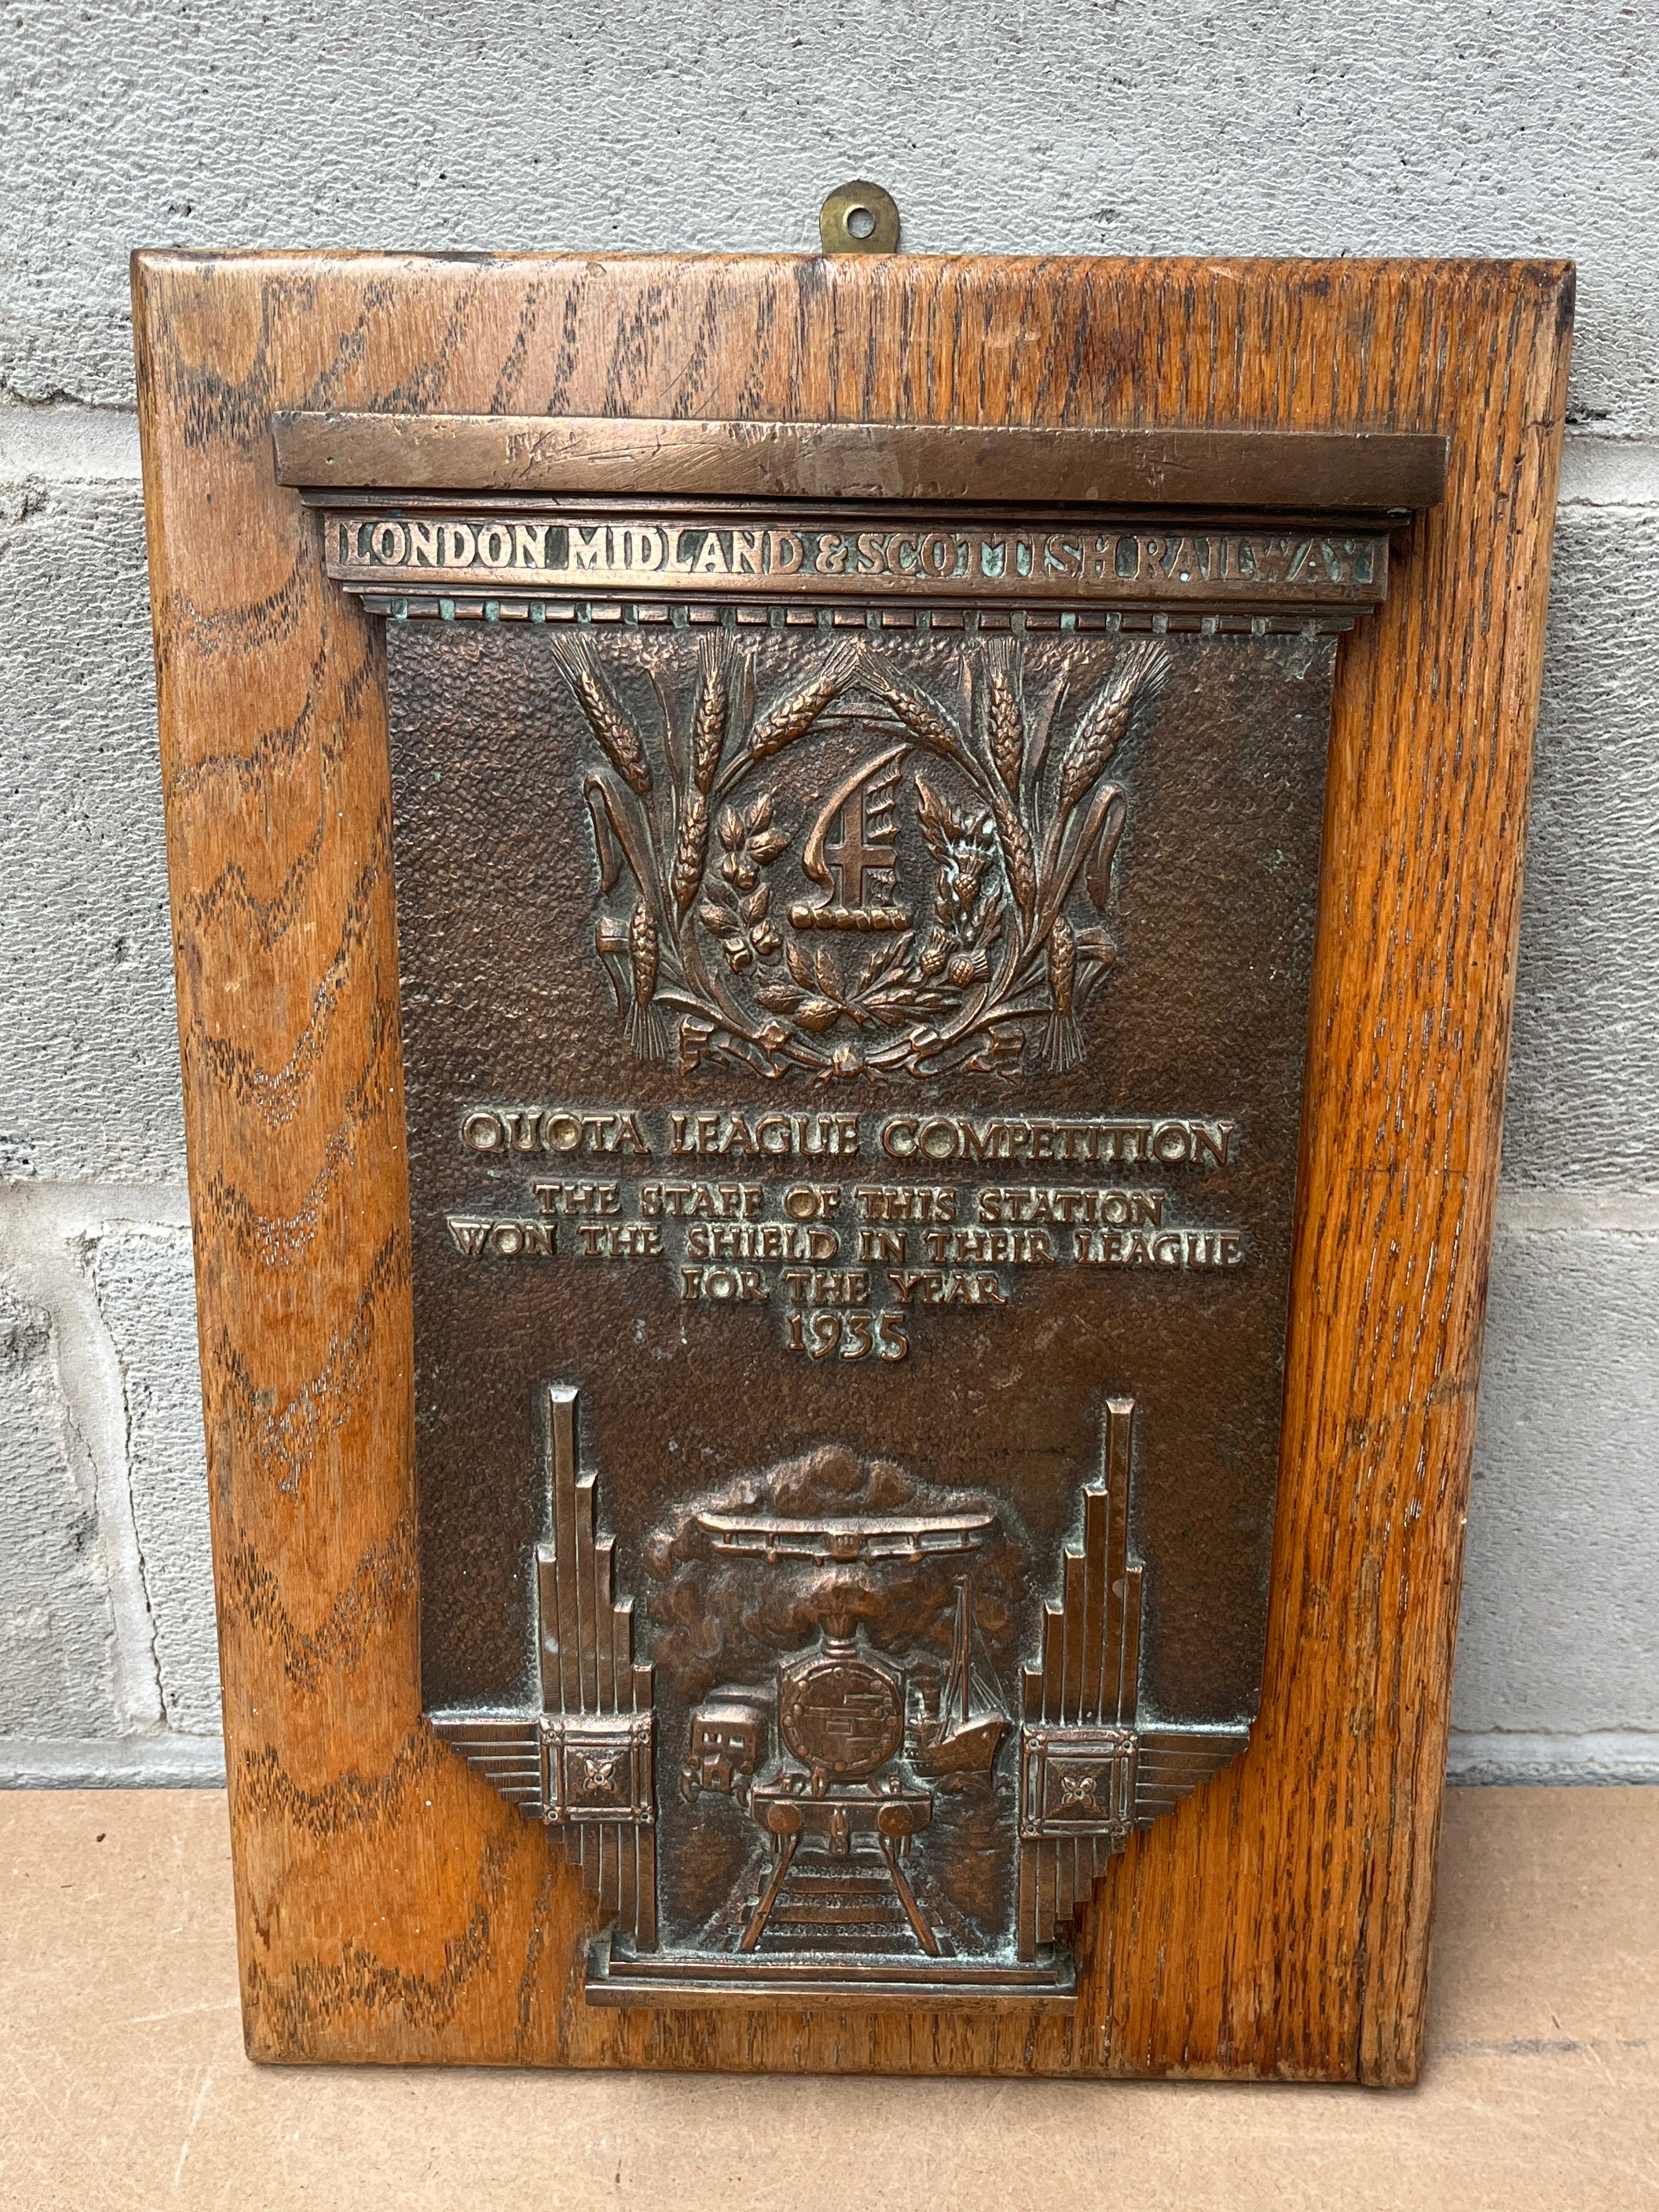 LONDON MIDLAND & SCOTTISH RAILWAY
QUOTA LEAGUE COMPETITION
THE STAFF OF THIS STATION
WON THE SHIELD IN THEIR LEAGUE
FOR THE YEAR
1935